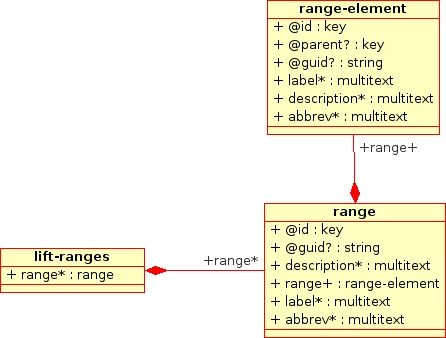 range-element
+ @id : key
+ @parent? : key
+ @guid? : string
+ label* : multitext
+ description* : multitext
+ abbrev* : multitext
+range+
range
+ @id : key
+ @guid? : string
+ description* : multitext
+ range+ : range-element
+ label* : multitext
+ abbrev* : multitext
+range*
lift-ranges
+ range* : range